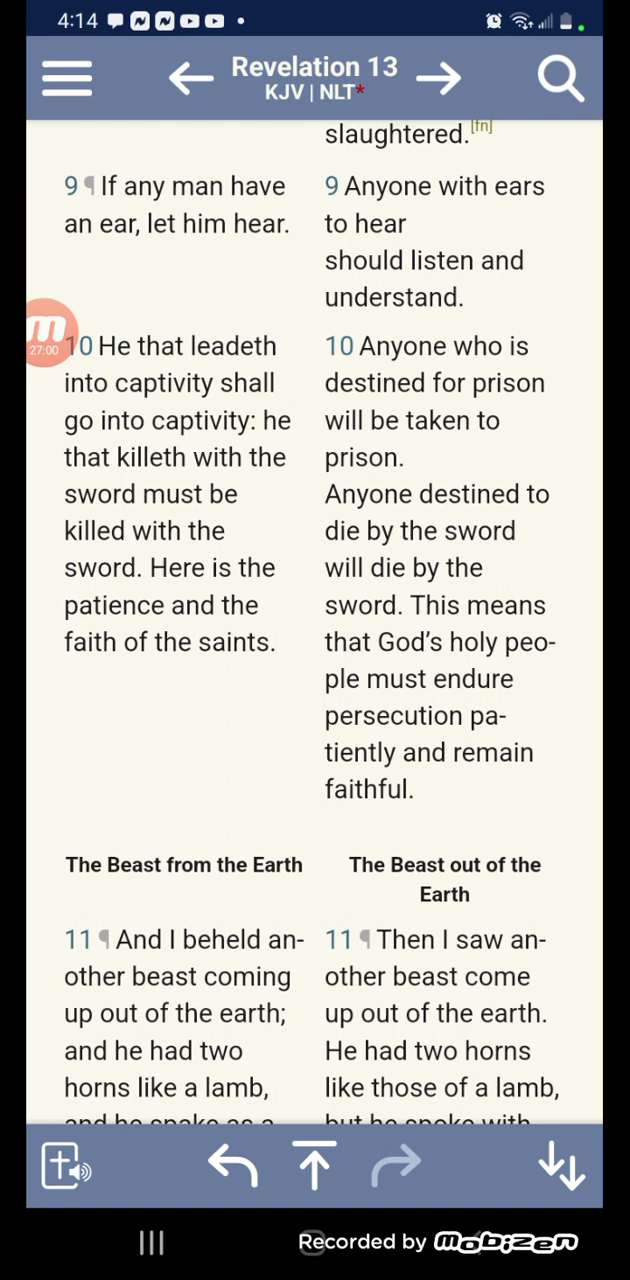 4:14
Revelation 13
KJV | NLT*
slaughtered.[fn]
9 ¶ If any man have
an ear, let him hear.
9 Anyone with ears
to hear
should listen and
understand.
m
27:00
10 He that leadeth
into captivity shall
go into captivity: he
that killeth with the
sword must be
killed with the
sword. Here is the
patience and the
faith of the saints.
10 Anyone who is
destined for prison
will be taken to
prison.
Anyone destined to
die by the sword
will die by the
sword. This means
that God’s holy peo-
ple must endure
persecution pa-
tiently and remain
faithful.
The Beast from the Earth
11 ¶ And I beheld an-
other beast coming
up out of the earth;
and he had two
horns like a lamb,
and he spake as a
The Beast out of the
Earth
11 ¶ Then I saw an-
other beast come
up out of the earth.
He had two horns
like those of a lamb,
but he spoke with
Recorded by Mobizen